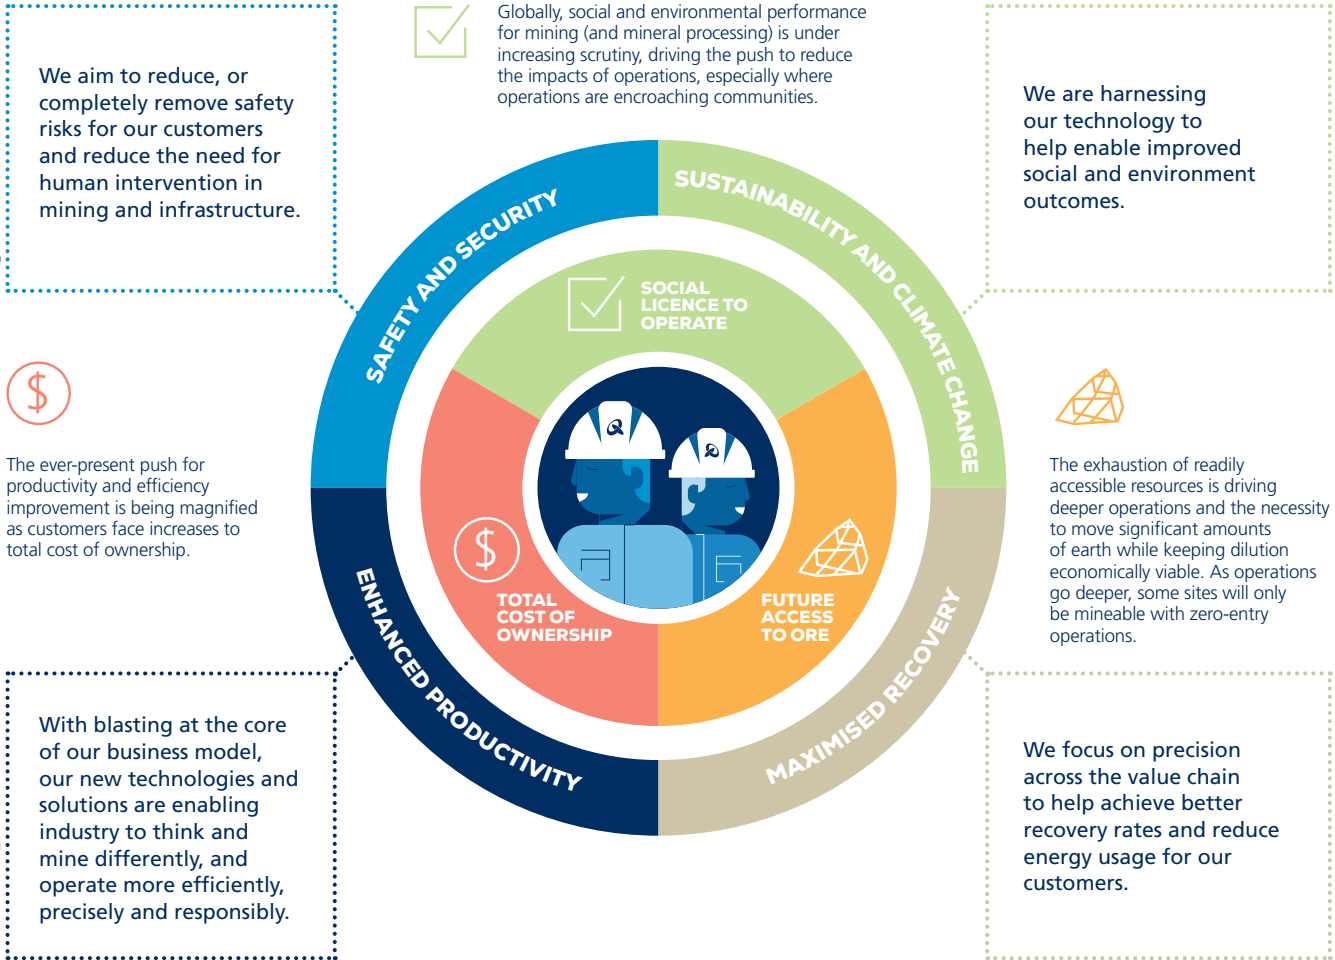 Globally, social and environmental performance
for mining (and mineral processing) is under
increasing scrutiny, driving the push to reduce
the impacts of operations, especially where
operations are encroaching communities.
We aim to reduce, or
completely remove safety
risks for our customers
and reduce the need for
human intervention in
mining and infrastructure.
We are harnessing
our technology to
help enable improved
social and environment
outcomes.
SAFETY AND SECURITY
SUSTAINABILITY AND CLIMATE CHANGE
SOCIAL
LICENCE TO
OPERATE
$
The ever-present push for
productivity and efficiency
improvement is being magnified
as customers face increases to
total cost of ownership.
The exhaustion of readily
accessible resources is driving
deeper operations and the necessity
to move significant amounts
of earth while keeping dilution
economically viable. As operations
go deeper, some sites will only
be mineable with zero-entry
operations.
$
TOTAL
COST OF
OWNERSHIP
FUTURE
ACCESS
TO ORE
ENHANCED PRODUCTIVITY
MAXIMISED RECOVERY
With blasting at the core
of our business model,
our new technologies and
solutions are enabling
industry to think and
mine differently, and
operate more efficiently,
precisely and responsibly.
We focus on precision
across the value chain
to help achieve better
recovery rates and reduce
energy usage for our
customers.